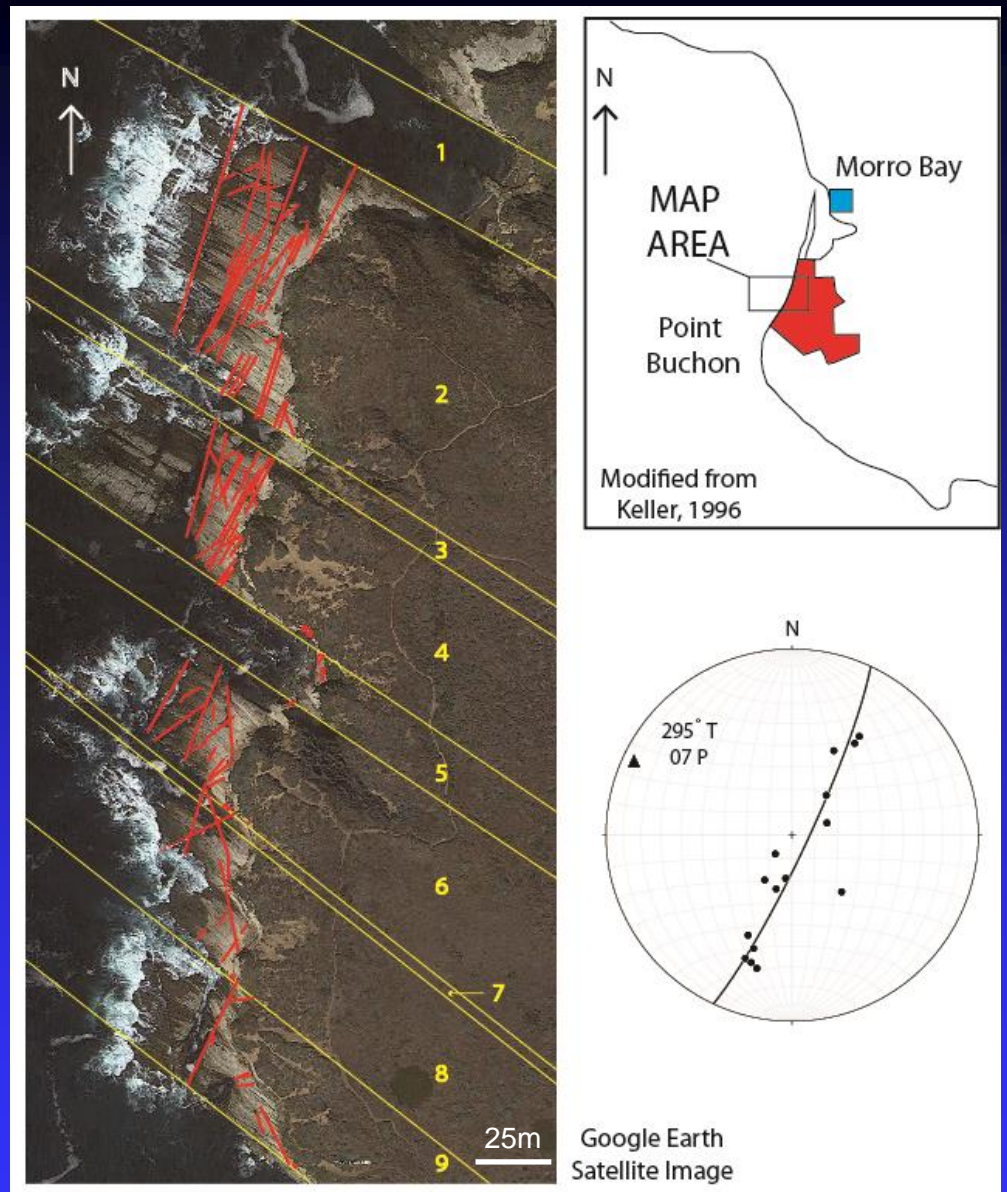 N
1
2
3
4
5
6
7
8
9
25m
N
Morro Bay
MAP
AREA
Point
Buchon
Modified from
Keller, 1996
N
295° T
07 P
Google Earth
Satellite Image